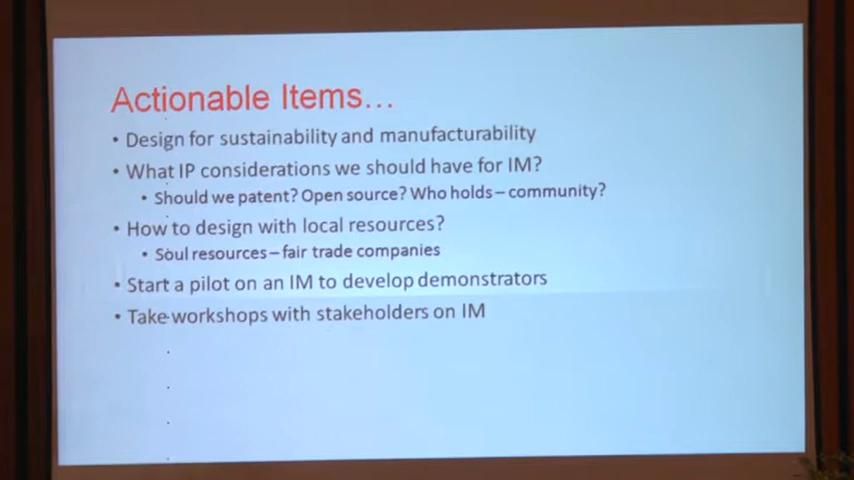 Actionable Items...
• Design for sustainability and manufacturability
• What IP considerations we should have for IM?
• Should we patent? Open source? Who holds – community?
• How to design with local resources?
• Soul resources – fair trade companies
• Start a pilot on an IM to develop demonstrators
• Take workshops with stakeholders on IM